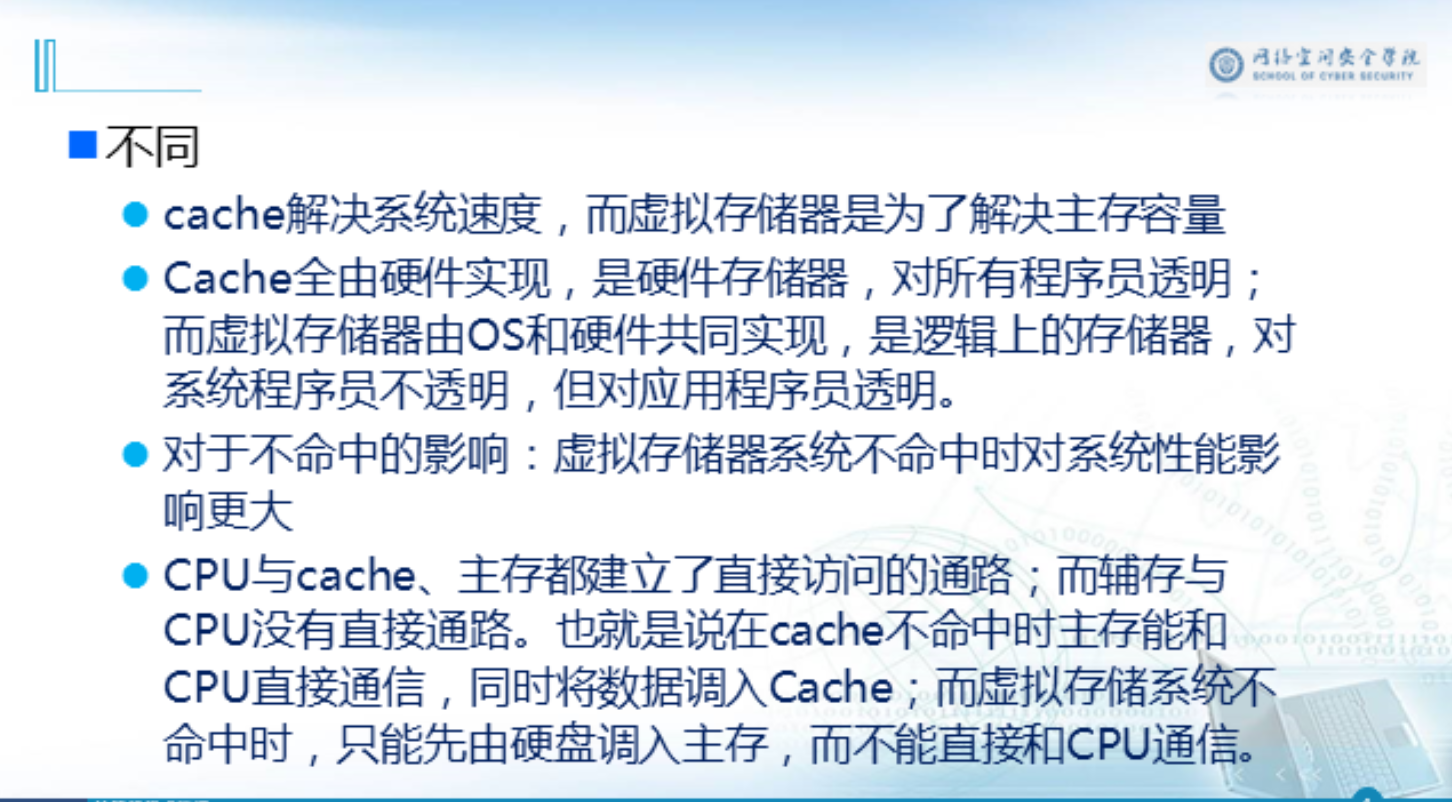 网络空间安全学院
SCHOOL OF CYBER SECURITY
不同
cache解决系统速度，而虚拟存储器是为了解决主存容量
Cache全由硬件实现，是硬件存储器，对所有程序员透明；
而虚拟存储器由OS和硬件共同实现，是逻辑上的存储器，对
系统程序员不透明，但对应用程序员透明。
对于不命中的影响：虚拟存储器系统不命中时对系统性能影
响更大
CPU与cache、主存都建立了直接访问的通路；而辅存与
CPU没有直接通路。也就是说在cache不命中时主存能和
CPU直接通信，同时将数据调入Cache；而虚拟存储系统不
命中时，只能先由硬盘调入主存，而不能直接和CPU通信。